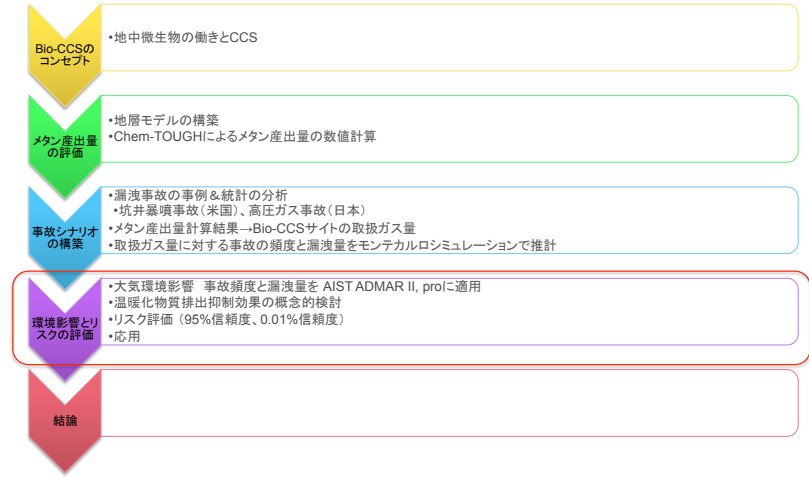 Bio-CCSの
コンセプト
•地中微生物の働きとCCS
メタン産出量
の評価
•地層モデルの構築
•Chem-TOUGHによるメタン産出量の数値計算
事故シナリオ
の構築
•漏洩事故の事例&統計の分析
•坑井暴噴事故(米国)、高圧ガス事故(日本)
•メタン産出量計算結果→Bio-CCSサイトの取扱ガス量
•取扱ガス量に対する事故の頻度と漏洩量をモンテカルロシミュレーションで推計
環境影響とリ
スクの評価
•大気環境影響 事故頻度と漏洩量を AIST ADMAR II, proに適用
•温暖化物質排出抑制効果の概念的検討
•リスク評価(95%信頼度、0.01%信頼度)
•応用
結論